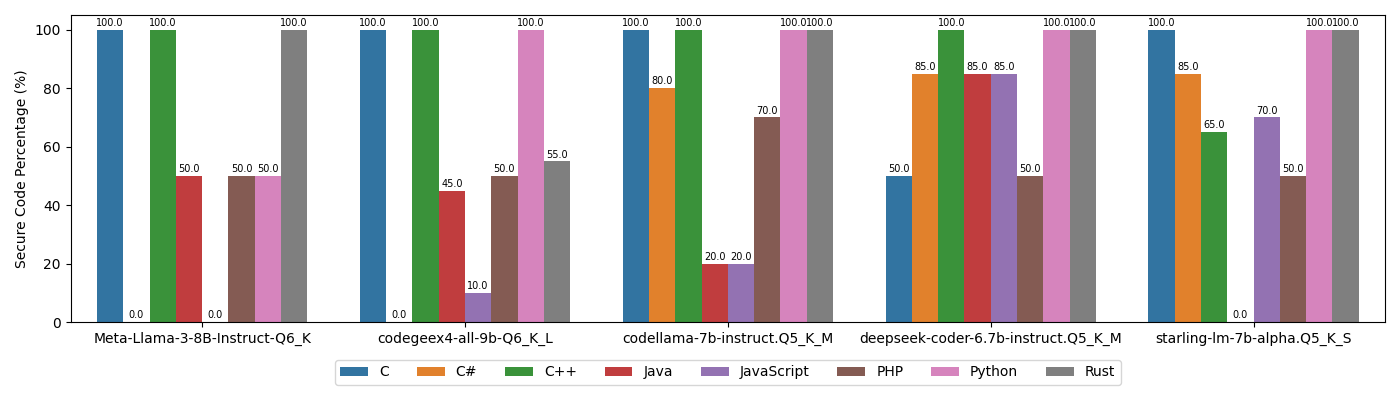 Secure Code Percentage (%)
100
80
60
40
20
0
100.0 0.0 100.0 50.0 0.0 50.0 50.0 100.0
100.0 0.0 100.0 45.0 10.0 50.0 100.0 55.0
100.0 80.0 100.0 20.0 20.0 70.0 100.0 100.0
50.0 85.0 100.0 85.0 85.0 50.0 100.0 100.0
100.0 85.0 65.0 0.0 70.0 50.0 100.0 100.0
Meta-Llama-3-8B-Instruct-Q6_K codegeex4-all-9b-Q6_K_L codellama-7b-instruct.Q5_K_M deepseek-coder-6.7b-instruct.Q5_K_M starling-lm-7b-alpha.Q5_K_S
C C# C++ Java JavaScript PHP Python Rust